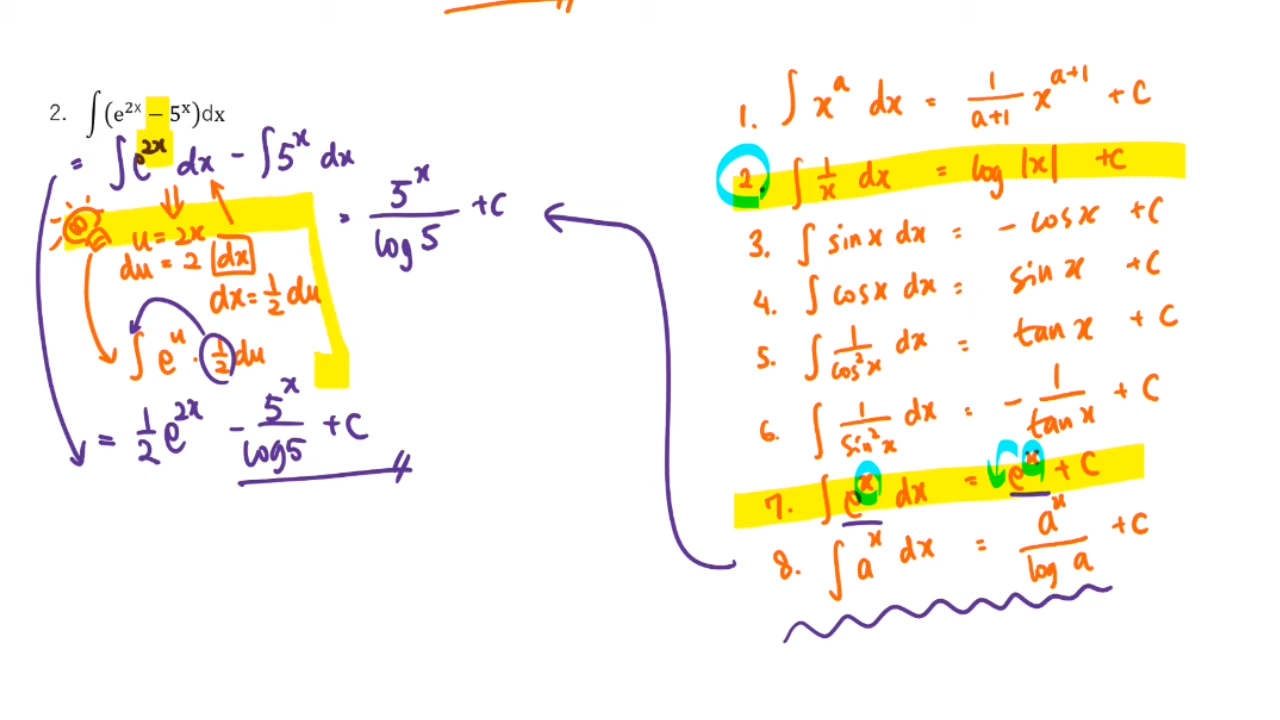 2. ∫(e^{2x} − 5^x)dx
= ∫e^{2x} dx − ∫5^x dx
u = 2x
du = 2 dx
dx = 1/2 du
= 5^x / log 5 + C
∫ e^u · 1/2 du
= 1/2 e^{2x} − 5^x / log 5 + C
1. ∫ x^a dx = 1/(a+1) x^{a+1} + C
2. ∫ 1/x dx = log |x| + C
3. ∫ sin x dx = − cos x + C
4. ∫ cos x dx = sin x + C
5. ∫ 1/cos²x dx = tan x + C
6. ∫ 1/sin²x dx = − 1/tan x + C
7. ∫ e^x dx = e^x + C
8. ∫ a^x dx = a^x / log a + C